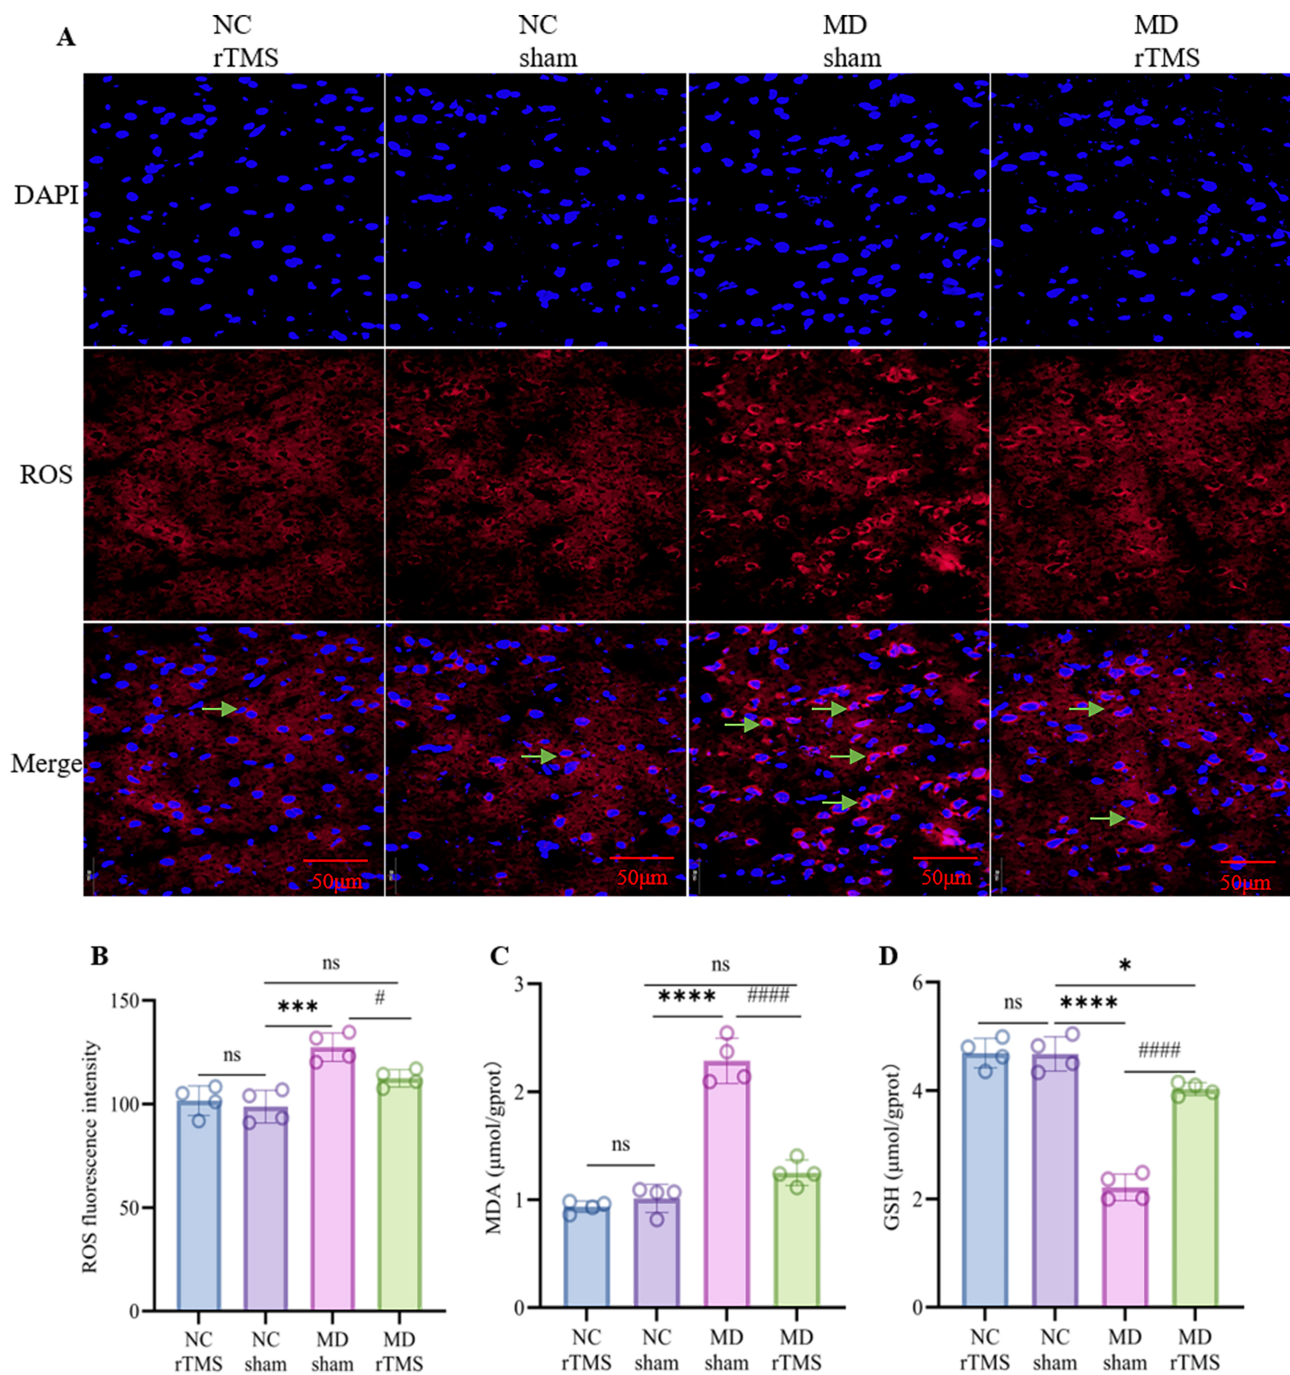 A
NC
rTMS
NC
sham
MD
sham
MD
rTMS
DAPI
ROS
Merge
50μm
50μm
50μm
50μm
B
ROS fluorescence intensity
150
100
50
0
ns
***
ns
#
NC
rTMS
NC
sham
MD
sham
MD
rTMS
C
MDA (μmol/gprot)
3
2
1
0
ns
****
####
ns
NC
rTMS
NC
sham
MD
sham
MD
rTMS
D
GSH (μmol/gprot)
6
4
2
0
*
ns
****
####
NC
rTMS
NC
sham
MD
sham
MD
rTMS